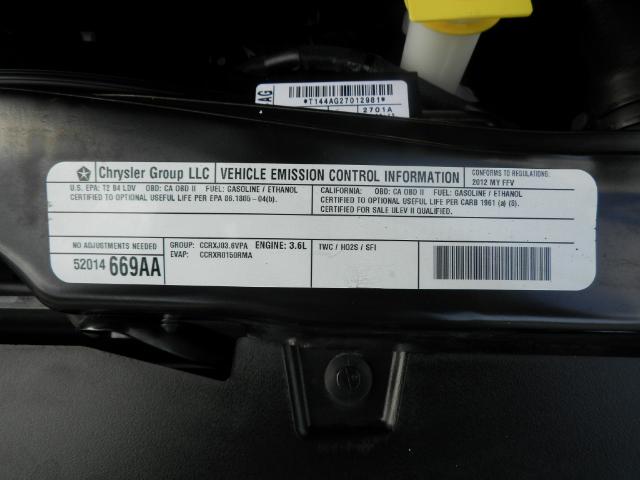 AG
*T144AG27012981*
2701A
Chrysler Group LLC
VEHICLE EMISSION CONTROL INFORMATION
CONFORMS TO REGULATIONS:
2012 MY FFV
U.S. EPA: T2 B4 LDV OBD: CA OBD II FUEL: GASOLINE / ETHANOL
CERTIFIED TO OPTIONAL USEFUL LIFE PER EPA 86.1805-04(b).
CALIFORNIA: OBD: CA OBD II FUEL: GASOLINE / ETHANOL
CERTIFIED TO OPTIONAL USEFUL LIFE PER CARB 1961 (a) (8).
CERTIFIED FOR SALE ULEV II QUALIFIED.
NO ADJUSTMENTS NEEDED
52014 669AA
GROUP: CCRXJ03.6VPA ENGINE: 3.6L
EVAP: CCRXR0150RMA
TWC / HO2S / SFI